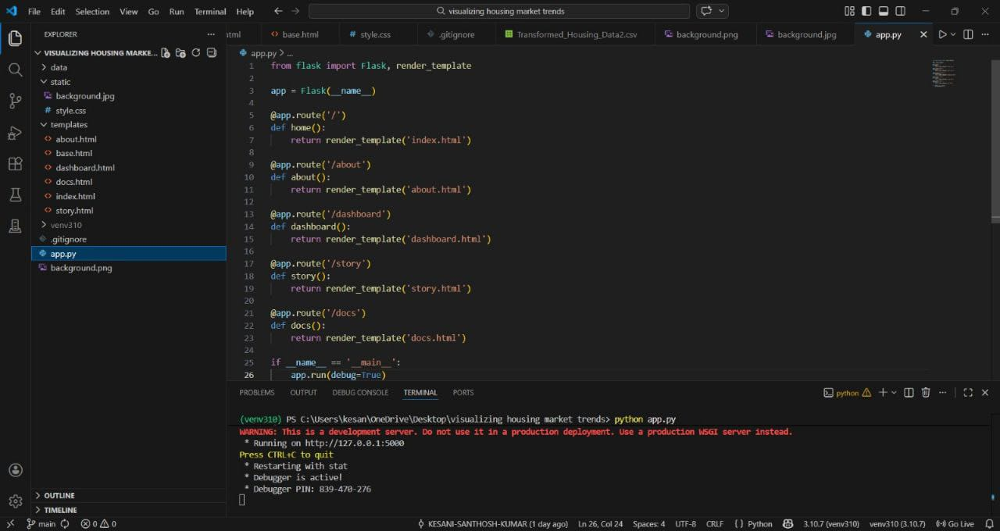 File Edit Selection View Go Run Terminal Help
visualizing housing market trends
EXPLORER
VISUALIZING HOUSING MARKE...
data
static
background.jpg
# style.css
templates
<> about.html
<> base.html
<> dashboard.html
<> docs.html
<> index.html
<> story.html
venv310
.gitignore
app.py
background.png
OUTLINE
TIMELINE
html <> base.html # style.css .gitignore Transformed_Housing_Data2.csv background.png background.jpg app.py
app.py > ...
1 from flask import Flask, render_template
2
3 app = Flask(__name__)
4
5 @app.route('/')
6 def home():
7 return render_template('index.html')
8
9 @app.route('/about')
10 def about():
11 return render_template('about.html')
12
13 @app.route('/dashboard')
14 def dashboard():
15 return render_template('dashboard.html')
16
17 @app.route('/story')
18 def story():
19 return render_template('story.html')
20
21 @app.route('/docs')
22 def docs():
23 return render_template('docs.html')
24
25 if __name__ == '__main__':
26 app.run(debug=True)
PROBLEMS OUTPUT DEBUG CONSOLE TERMINAL PORTS python
(venv310) PS C:\Users\kesan\OneDrive\Desktop\visualizing housing market trends> python app.py
WARNING: This is a development server. Do not use it in a production deployment. Use a production WSGI server instead.
* Running on http://127.0.0.1:5000
Press CTRL+C to quit
* Restarting with stat
* Debugger is active!
* Debugger PIN: 839-470-276
main 0 0 KESANI-SANTHOSH-KUMAR (1 day ago) Ln 26, Col 24 Spaces: 4 UTF-8 CRLF { } Python 3.10.7 (venv310) venv310 (3.10.7) Go Live